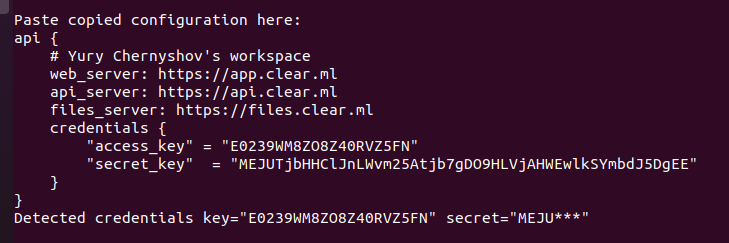 Paste copied configuration here:
api {
    # Yury Chernyshov's workspace
    web_server: https://app.clear.ml
    api_server: https://api.clear.ml
    files_server: https://files.clear.ml
    credentials {
        "access_key" = "E0239WM8ZO8Z40RVZ5FN"
        "secret_key"  = "MEJUTjbHHClJnLWvm25Atjb7gDO9HLVjAHWEwlkSYmbdJ5DgEE"
    }
}
Detected credentials key="E0239WM8ZO8Z40RVZ5FN" secret="MEJU***"